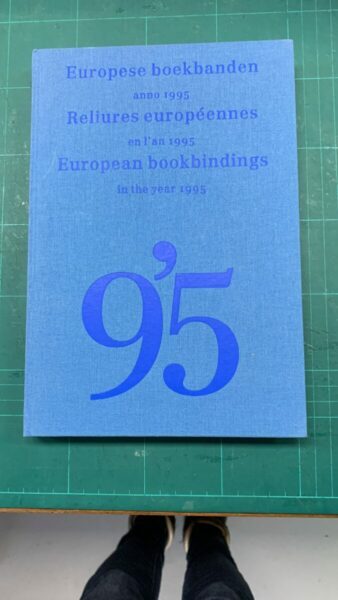 Europese boekbanden
anno 1995
Reliures européennes
en l'an 1995
European bookbindings
in the year 1995
9'5